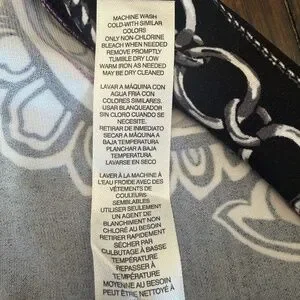 MACHINE WASH
COLD WITH SIMILAR
COLORS
ONLY NON-CHLORINE
BLEACH WHEN NEEDED
REMOVE PROMPTLY
TUMBLE DRY LOW
WARM IRON AS NEEDED
MAY BE DRY CLEANED
LAVAR A MÁQUINA CON
AGUA FRIA CON
COLORES SIMILARES.
USAR BLANQUEADOR
SIN CLORO CUANDO SE
NECESITE.
RETIRAR DE INMEDIATO
SECAR A MÁQUINA A
BAJA TEMPERATURA
PLANCHAR A BAJA
TEMPERATURA
LAVARSE EN SECO
LAVER À LA MACHINE À
L'EAU FROIDE AVEC DES
VÊTEMENTS DE
COULEURS
SEMBLABLES
UTILISER SEULEMENT
UN AGENT DE
BLANCHIMENT NON
CHLORÉ AU BESOIN
RETIRER RAPIDEMENT
SÉCHER PAR
CULBUTAGE À BASSE
TEMPÉRATURE
REPASSER À
TEMPÉRATURE
MOYENNE AU BESOIN
PEUT ÊTRE NETTOYÉ À